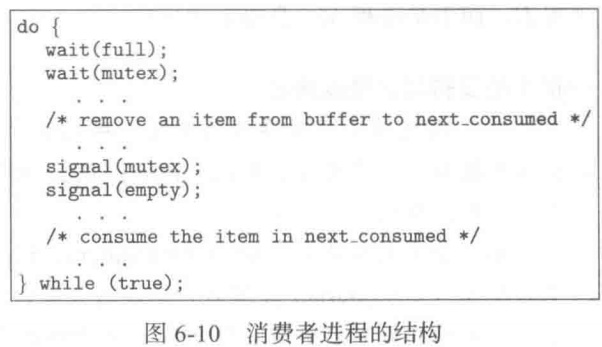 do {
wait(full);
wait(mutex);
. . .
/* remove an item from buffer to next_consumed */
. . .
signal(mutex);
signal(empty);
. . .
/* consume the item in next_consumed */
. . .
} while (true);
图 6-10 消费者进程的结构